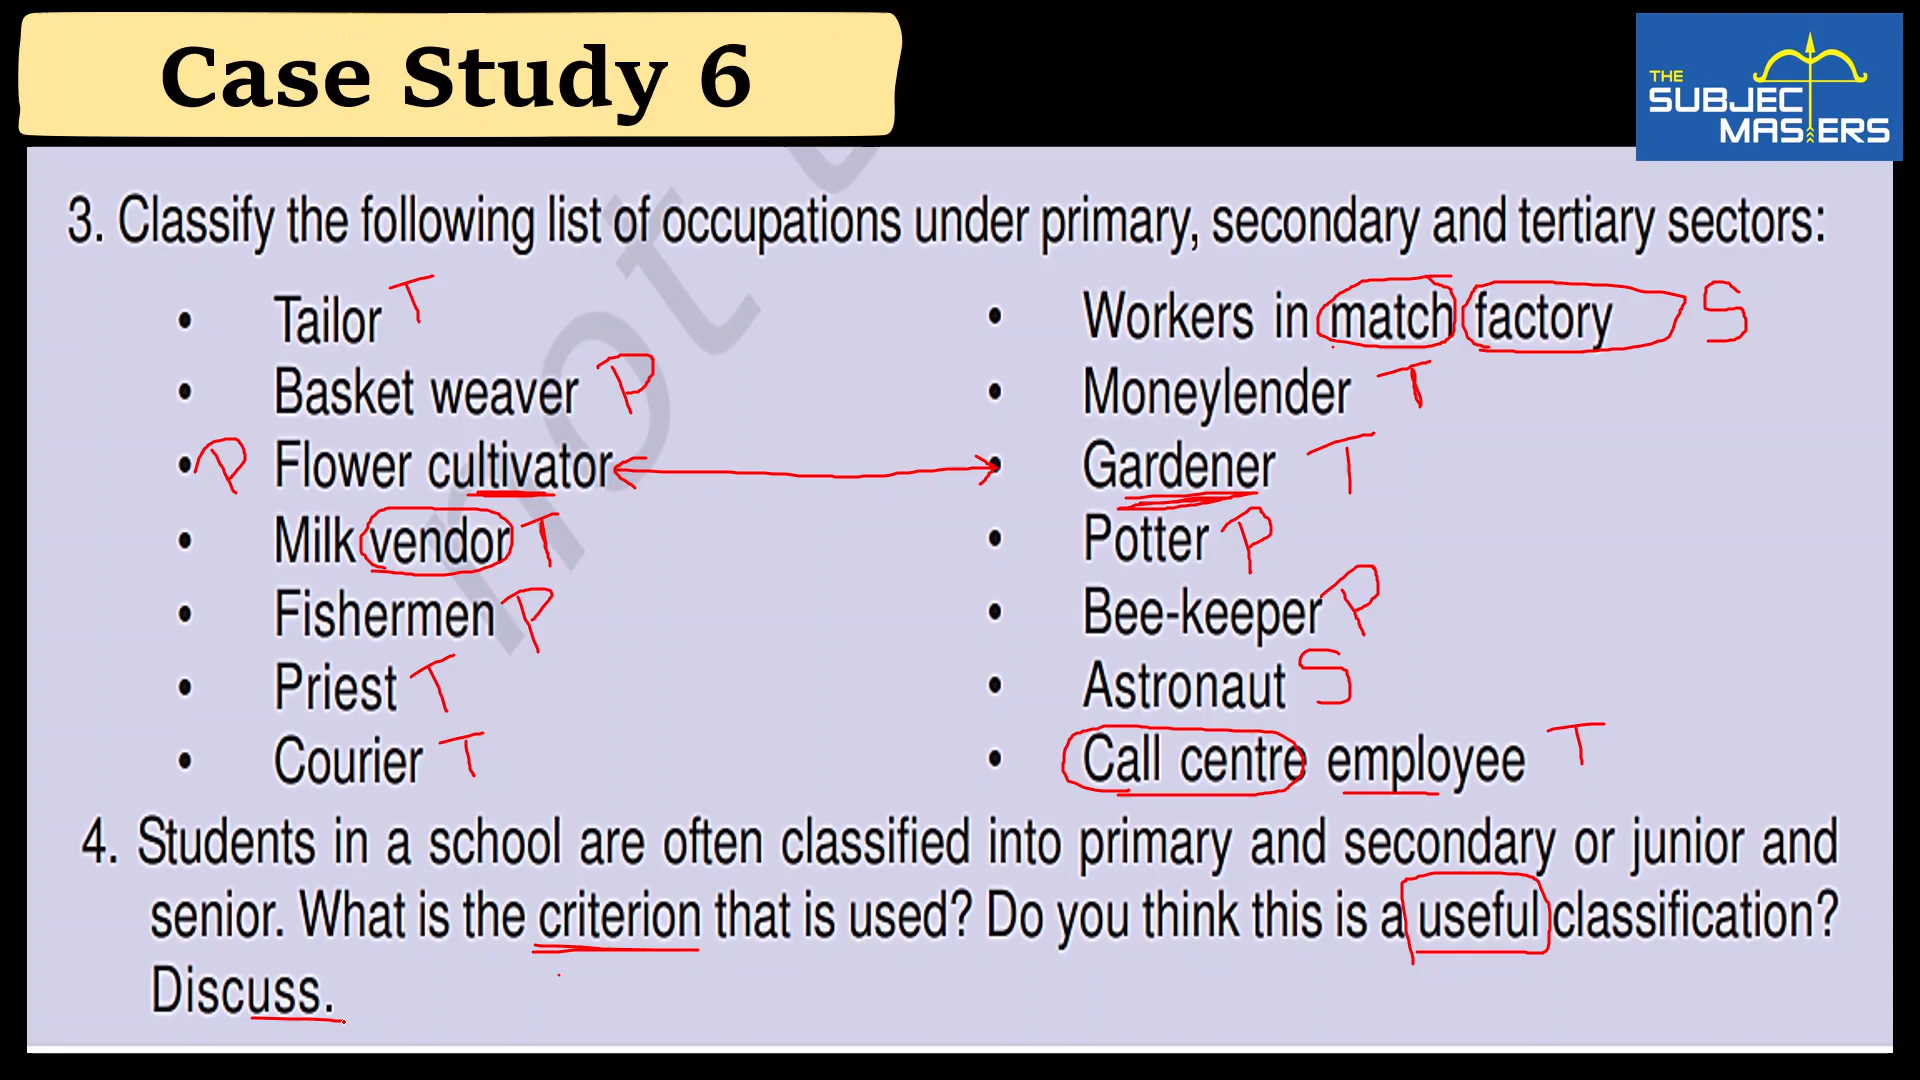 Case Study 6
THE
SUBJECT
MASTERS
3. Classify the following list of occupations under primary, secondary and tertiary sectors:
• Tailor T • Workers in match factory S
• Basket weaver P • Moneylender T
• P Flower cultivator • Gardener T
• Milk vendor T • Potter P
• Fishermen P • Bee-keeper P
• Priest T • Astronaut S
• Courier T • Call centre employee T
4. Students in a school are often classified into primary and secondary or junior and
senior. What is the criterion that is used? Do you think this is a useful classification?
Discuss.
not